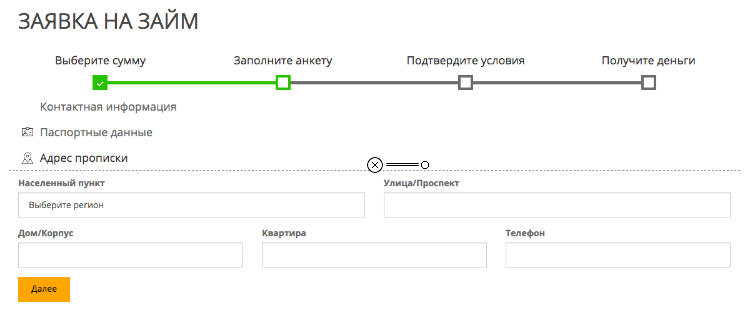 ЗАЯВКА НА ЗАЙМ
Выберите сумму Заполните анкету Подтвердите условия Получите деньги
Контактная информация
Паспортные данные
Адрес прописки
Населенный пункт Улица/Проспект
Выберите регион
Дом/Корпус Квартира Телефон
Далее